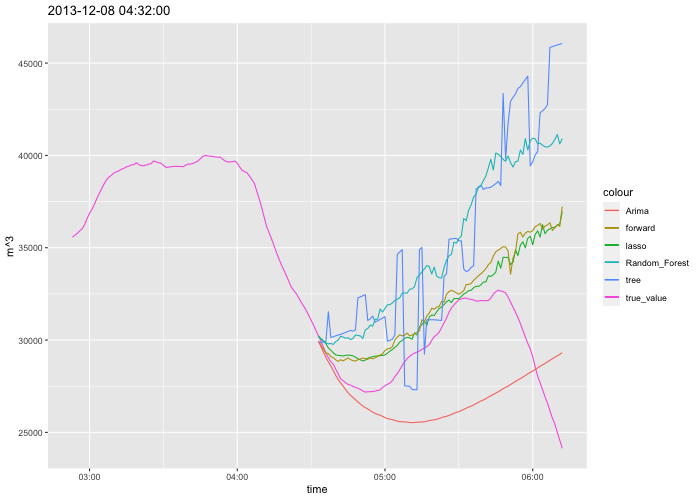 2013-12-08 04:32:00
m^3
45000
40000
35000
30000
25000
03:00
04:00
05:00
06:00
time
colour
Arima
forward
lasso
Random_Forest
tree
true_value